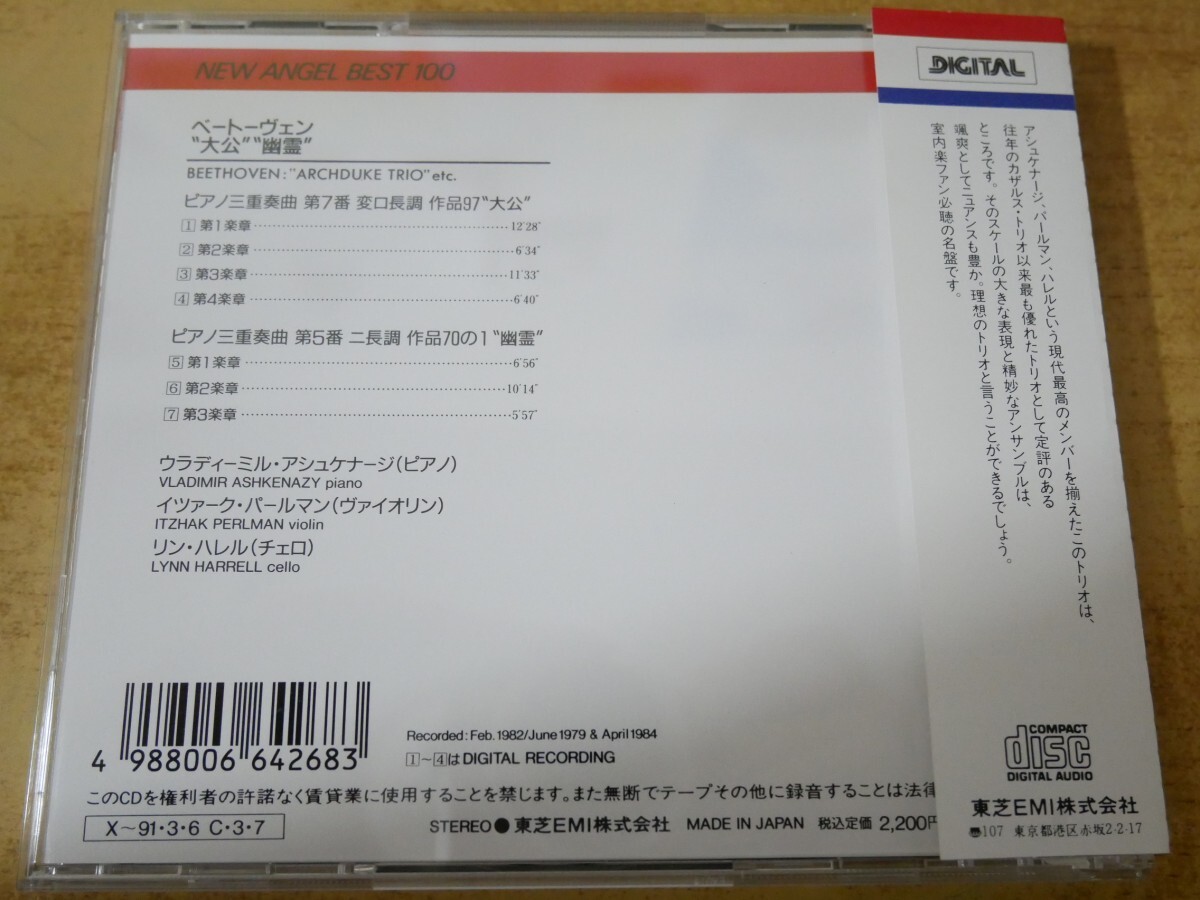 NEW ANGEL BEST 100
ベートーヴェン
“大公”“幽霊”
BEETHOVEN:"ARCHDUKE TRIO"etc.
ピアノ三重奏曲 第7番 変ロ長調 作品97“大公”
1 第1楽章 12'28"
2 第2楽章 6'34"
3 第3楽章 11'33"
4 第4楽章 6'40"
ピアノ三重奏曲 第5番 ニ長調 作品70の1“幽霊”
5 第1楽章 6'56"
6 第2楽章 10'14"
7 第3楽章 5'57"
ウラディーミル・アシュケナージ(ピアノ)
VLADIMIR ASHKENAZY piano
イツァーク・パールマン(ヴァイオリン)
ITZHAK PERLMAN violin
リン・ハレル(チェロ)
LYNN HARRELL cello
4 988006 642683
Recorded: Feb. 1982/June 1979 & April 1984
1～4はDIGITAL RECORDING
このCDを権利者の許諾なく賃貸業に使用することを禁じます。また無断でテープその他に録音することは法律
X～91・3・6 C・3・7
STEREO●東芝EMI株式会社 MADE IN JAPAN 税込定価 2,200円
DIGITAL
アシュケナージ、パールマン、ハレルという現代最高のメンバーを揃えたこのトリオは、
往年のカザルス・トリオ以来最も優れたトリオとして定評のある
ところです。そのスケールの大きな表現と精妙なアンサンブルは、
颯爽としてニュアンスも豊か。理想のトリオと言うことができるでしょう。
室内楽ファン必聴の名盤です。
COMPACT
disc
DIGITAL AUDIO
東芝EMI株式会社
107 東京都港区赤坂2-2-17